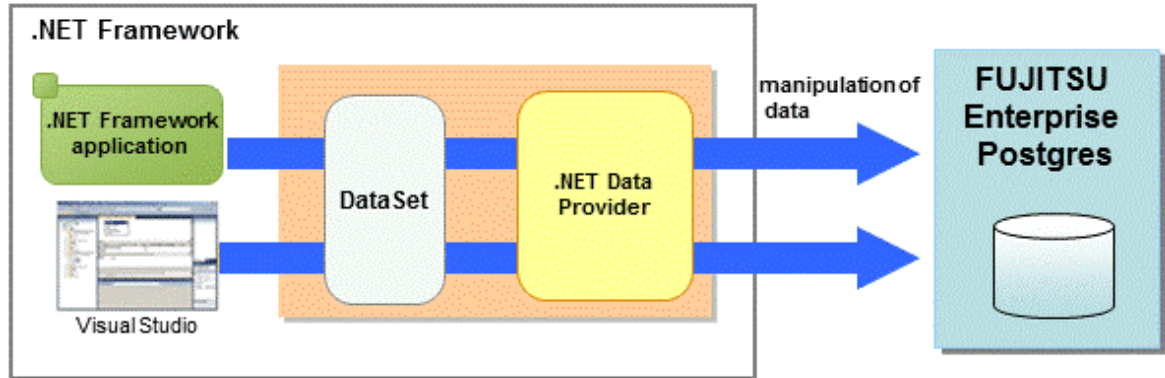 .NET Framework
.NET Framework
application
Visual Studio
DataSet
.NET Data
Provider
manipulation of
data
FUJITSU
Enterprise
Postgres